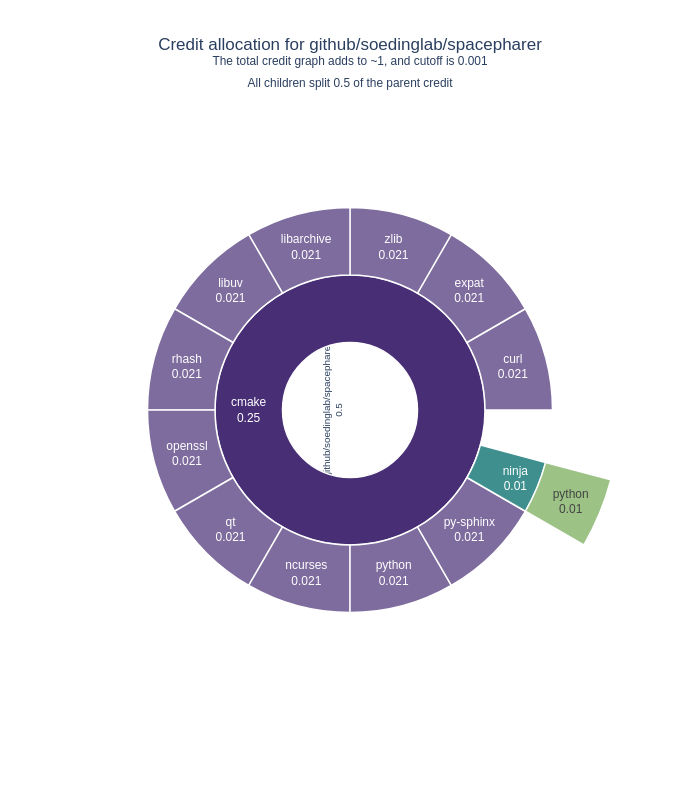 Credit allocation for github/soedinglab/spacepharer
The total credit graph adds to ~1, and cutoff is 0.001
All children split 0.5 of the parent credit
libarchive
0.021
zlib
0.021
libuv
0.021
expat
0.021
rhash
0.021
curl
0.021
github/soedinglab/spacepharer
0.5
cmake
0.25
openssl
0.021
ninja
0.01
python
0.01
qt
0.021
py-sphinx
0.021
ncurses
0.021
python
0.021